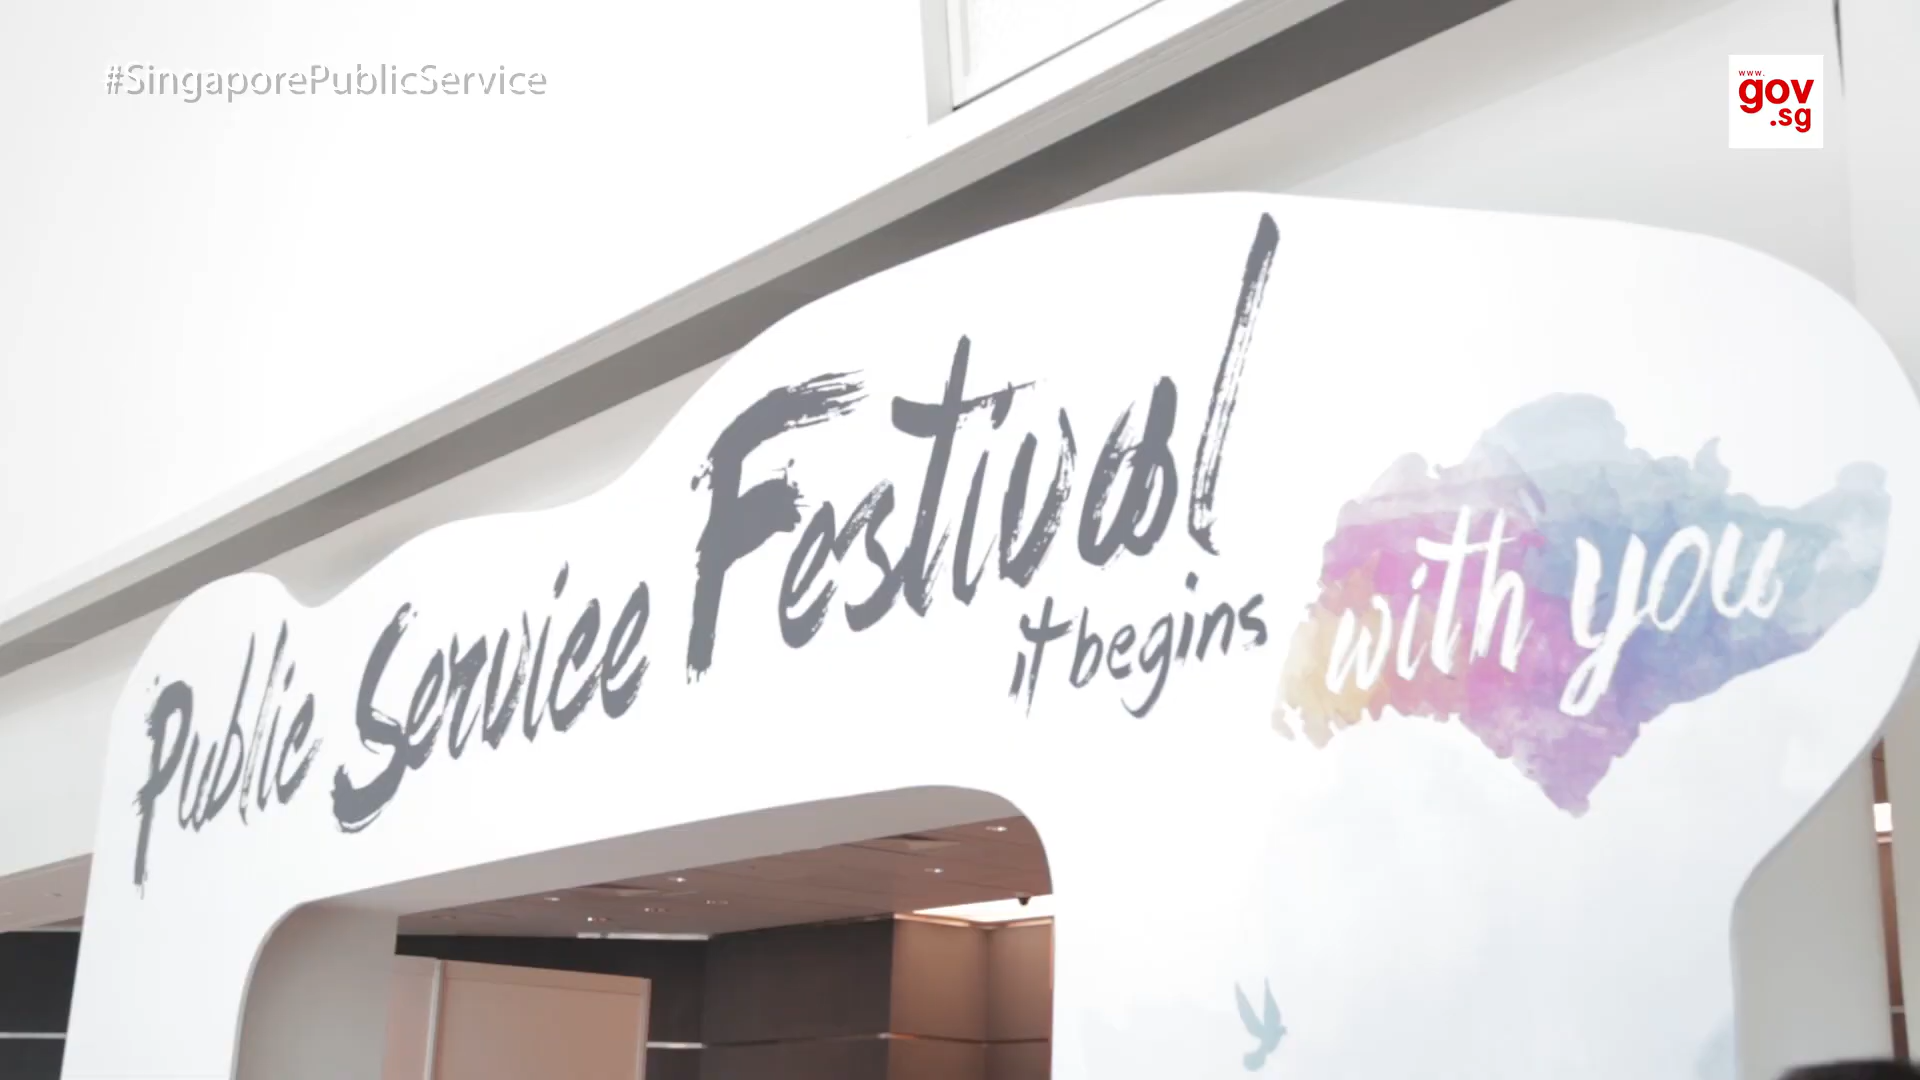 #SingaporePublicService
www.
gov
.sg
Public Service Festival
it begins with you